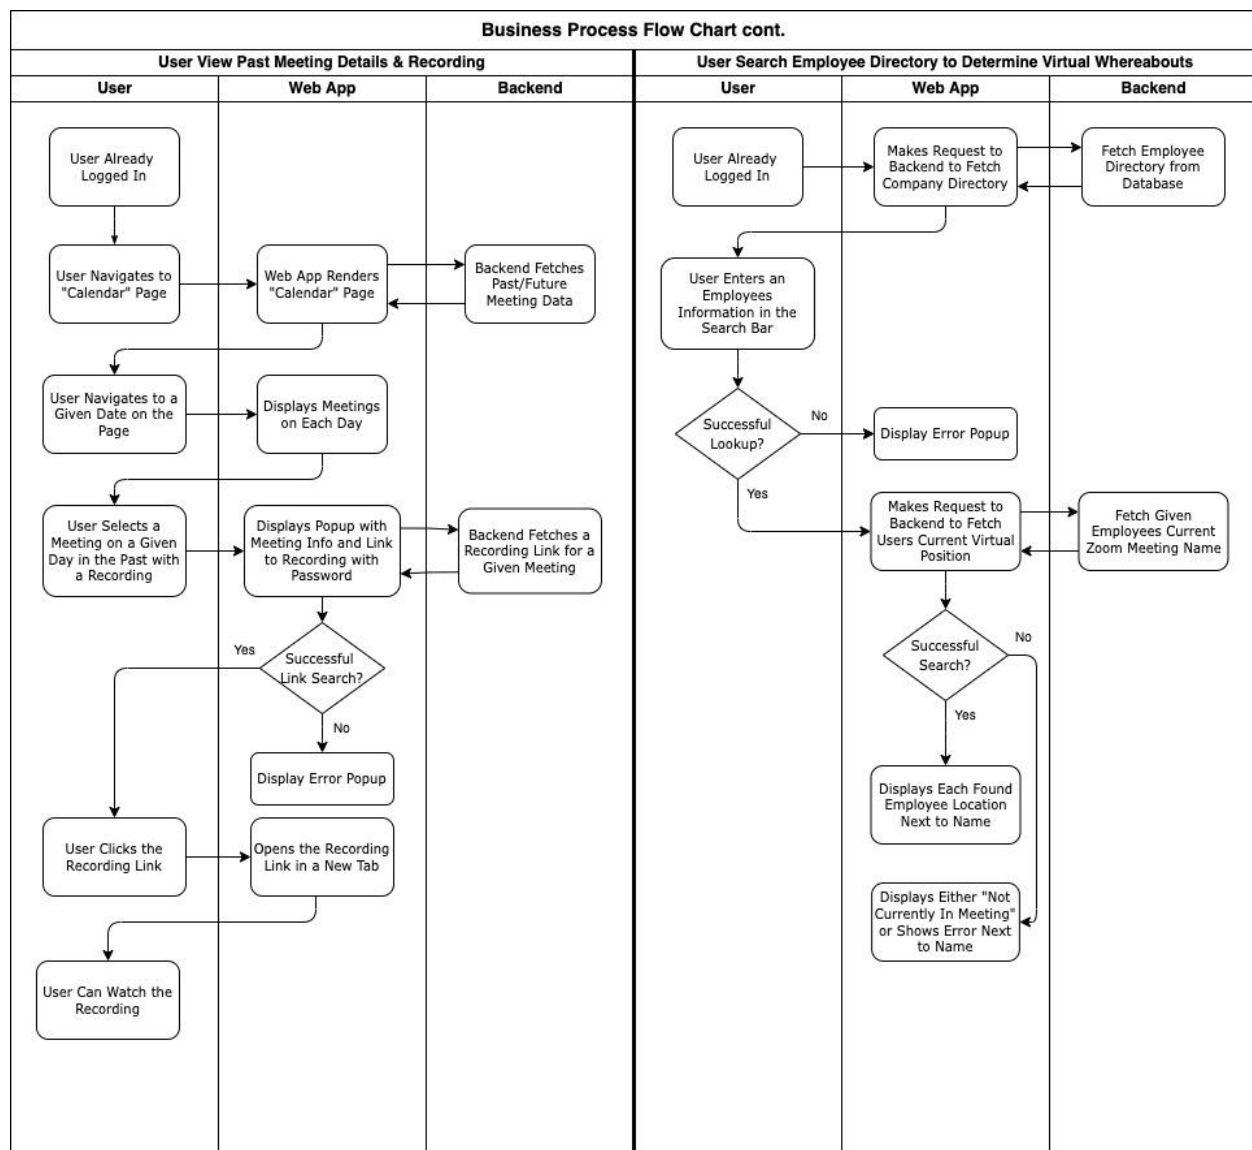 Business Process Flow Chart cont.
User View Past Meeting Details & Recording
User
Web App
Backend
User Already
Logged In
User Navigates to
"Calendar" Page
Web App Renders
"Calendar" Page
Backend Fetches
Past/Future
Meeting Data
User Navigates to a
Given Date on the
Page
Displays Meetings
on Each Day
User Selects a
Meeting on a Given
Day in the Past with
a Recording
Displays Popup with
Meeting Info and Link
to Recording with
Password
Backend Fetches a
Recording Link for a
Given Meeting
Successful
Link Search?
Yes
No
Display Error Popup
User Clicks the
Recording Link
Opens the Recording
Link in a New Tab
User Can Watch the
Recording
User Search Employee Directory to Determine Virtual Whereabouts
User
Web App
Backend
User Already
Logged In
Makes Request to
Backend to Fetch
Company Directory
Fetch Employee
Directory from
Database
User Enters an
Employees
Information in the
Search Bar
Successful
Lookup?
No
Display Error Popup
Yes
Makes Request to
Backend to Fetch
Users Current Virtual
Position
Fetch Given
Employees Current
Zoom Meeting Name
Successful
Search?
No
Yes
Displays Each Found
Employee Location
Next to Name
Displays Either "Not
Currently In Meeting"
or Shows Error Next
to Name